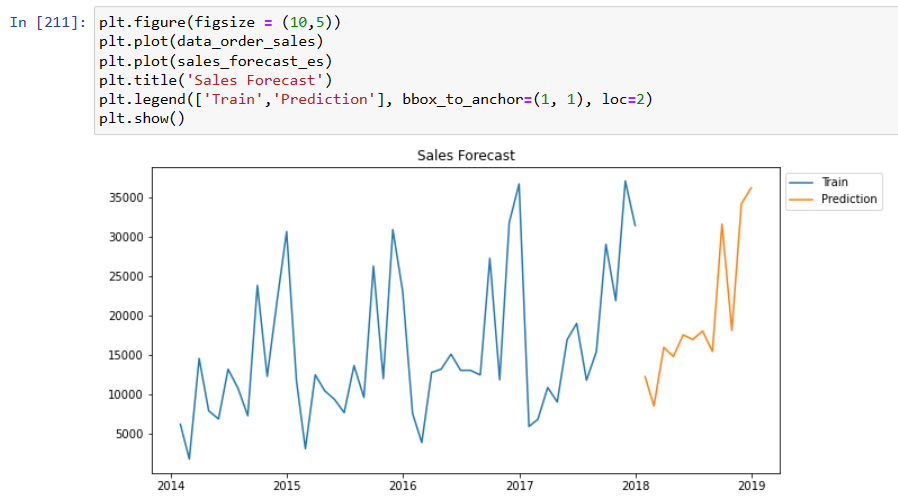 In [211]: plt.figure(figsize = (10,5))
plt.plot(data_order_sales)
plt.plot(sales_forecast_es)
plt.title('Sales Forecast')
plt.legend(['Train','Prediction'], bbox_to_anchor=(1, 1), loc=2)
plt.show()
Sales Forecast
Train
Prediction
35000
30000
25000
20000
15000
10000
5000
2014 2015 2016 2017 2018 2019